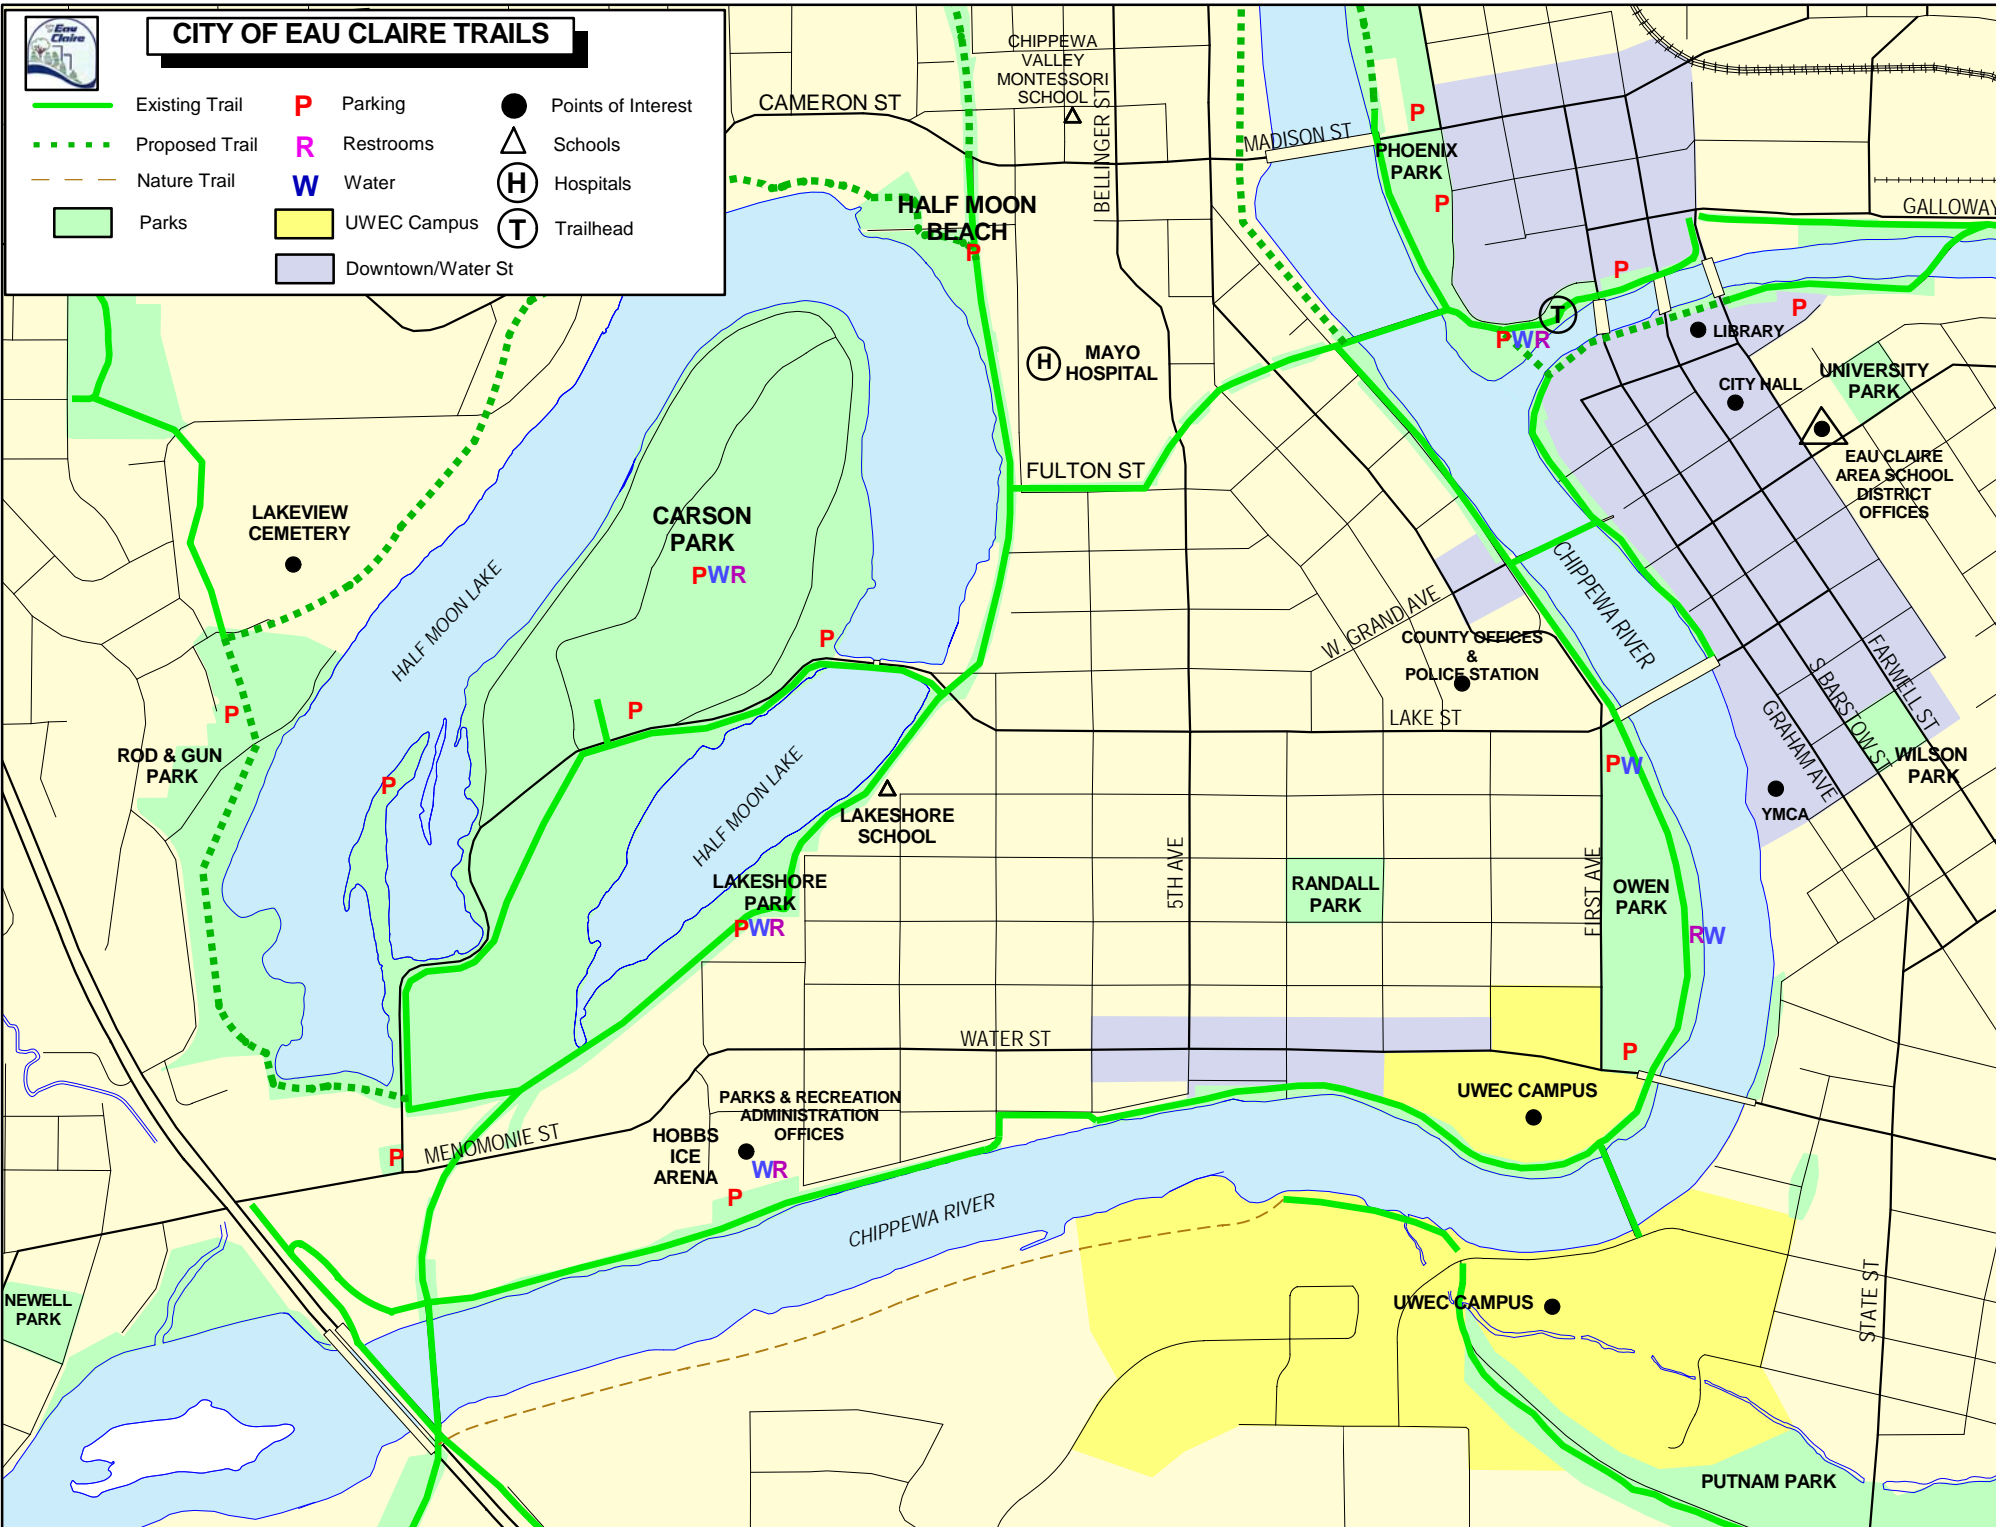 Eau
Claire
CITY OF EAU CLAIRE TRAILS
Existing Trail
P
Parking
Points of Interest
Proposed Trail
R
Restrooms
Schools
Nature Trail
W
Water
H
Hospitals
Parks
UWEC Campus
T
Trailhead
Downtown/Water St
CHIPPEWA
VALLEY
MONTESSORI
SCHOOL
CAMERON ST
BELLINGER ST
MADISON ST
P
PHOENIX
PARK
P
HALF MOON
BEACH
P
GALLOWAY
P
T
P
PWR
LIBRARY
H
MAYO
HOSPITAL
CITY HALL
UNIVERSITY
PARK
FULTON ST
EAU CLAIRE
AREA SCHOOL
DISTRICT
OFFICES
LAKEVIEW
CEMETERY
CARSON
PARK
PWR
HALF MOON LAKE
CHIPPEWA RIVER
W. GRAND AVE
COUNTY OFFICES
&
POLICE STATION
P
P
P
LAKE ST
FARWELL ST
S BARSTOW ST
GRAHAM AVE
WILSON
PARK
ROD & GUN
PARK
P
HALF MOON LAKE
PW
YMCA
LAKESHORE
SCHOOL
5TH AVE
FIRST AVE
LAKESHORE
PARK
PWR
RANDALL
PARK
OWEN
PARK
RW
WATER ST
P
UWEC CAMPUS
PARKS & RECREATION
ADMINISTRATION
OFFICES
HOBBS
ICE
ARENA
WR
P
MENOMONIE ST
P
CHIPPEWA RIVER
NEWELL
PARK
UWEC CAMPUS
STATE ST
PUTNAM PARK